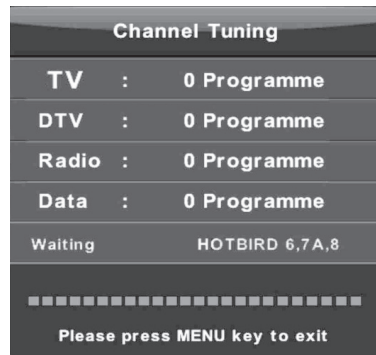 Channel Tuning
TV : 0 Programme
DTV : 0 Programme
Radio : 0 Programme
Data : 0 Programme
Waiting HOTBIRD 6,7A,8
Please press MENU key to exit